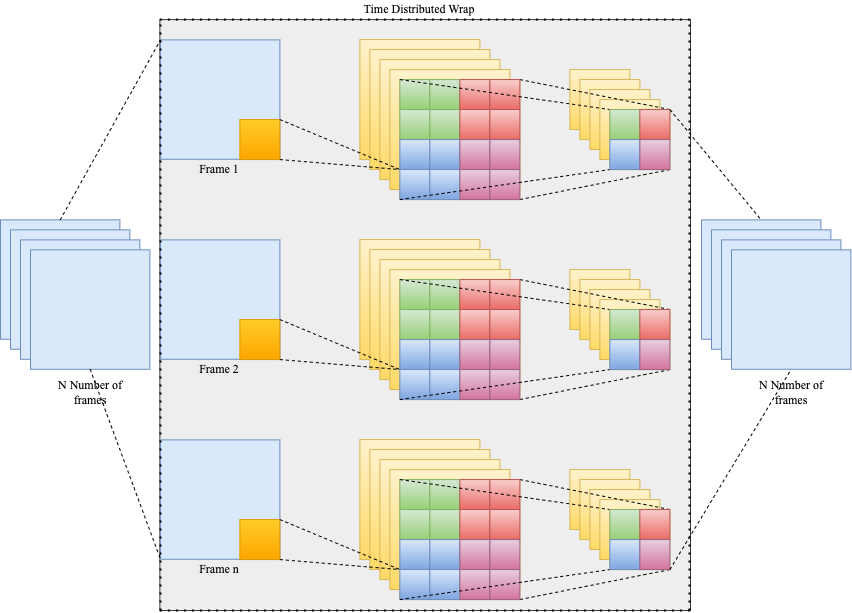 Time Distributed Wrap
Frame 1
Frame 2
N Number of
frames
N Number of
frames
Frame n